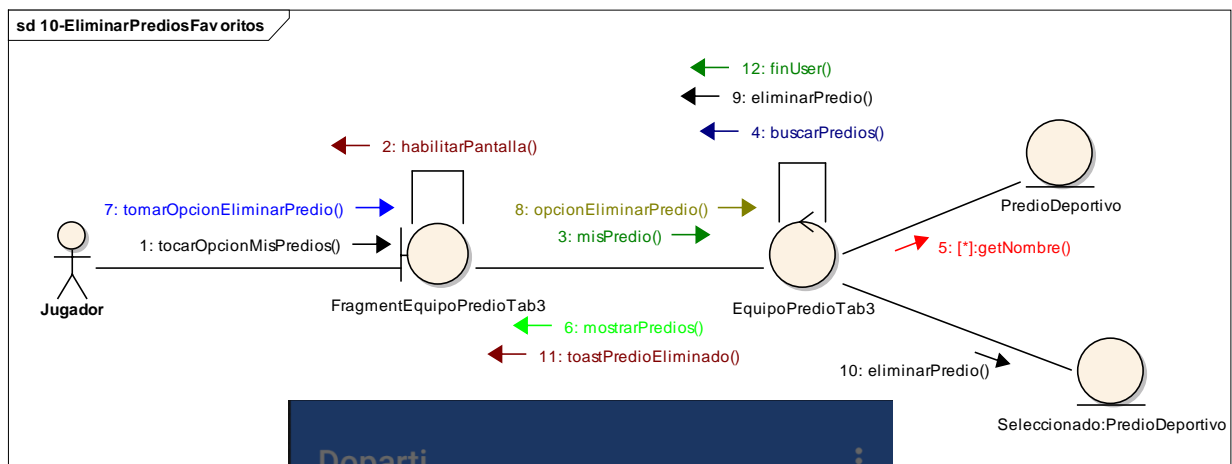 sd 10-EliminarPrediosFavoritos
12: finUser()
9: eliminarPredio()
4: buscarPredios()
2: habilitarPantalla()
7: tomarOpcionEliminarPredio()
8: opcionEliminarPredio()
1: tocarOpcionMisPredios()
3: misPredio()
PredioDeportivo
5: [*]:getNombre()
Jugador
FragmentEquipoPredioTab3
EquipoPredioTab3
6: mostrarPredios()
11: toastPredioEliminado()
10: eliminarPredio()
Seleccionado:PredioDeportivo
Doparti